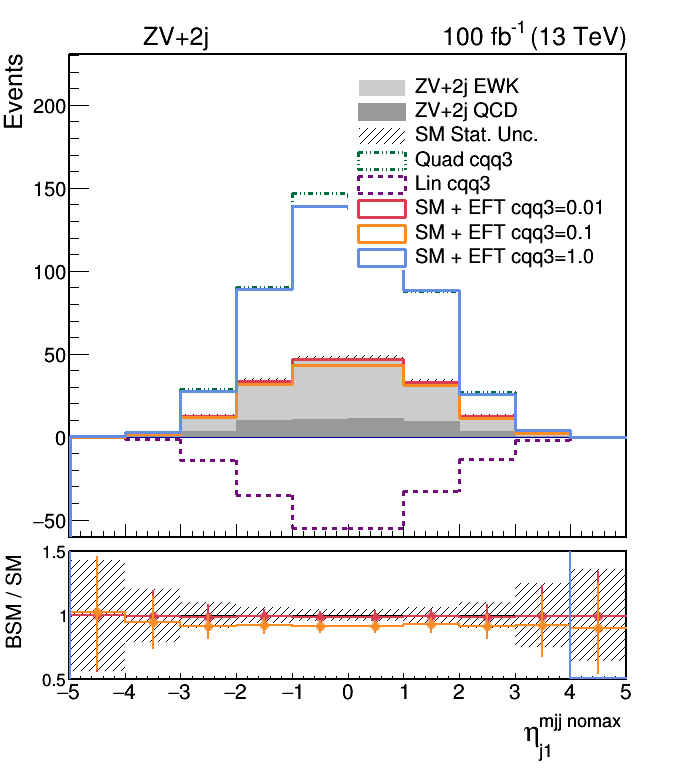 ZV+2j 100 fb⁻¹ (13 TeV)
Events
200
150
100
50
0
−50
ZV+2j EWK
ZV+2j QCD
SM Stat. Unc.
Quad cqq3
Lin cqq3
SM + EFT cqq3=0.01
SM + EFT cqq3=0.1
SM + EFT cqq3=1.0
BSM / SM
1.5
1
0.5
−5 −4 −3 −2 −1 0 1 2 3 4 5
η_j1^mjj nomax